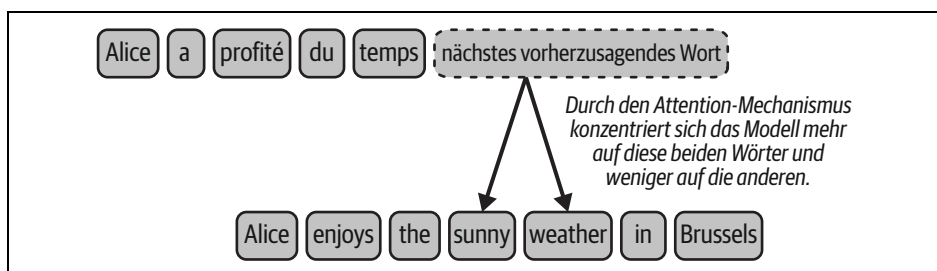 Alice a profité du temps nächstes vorherzusagendes Wort
Durch den Attention-Mechanismus
konzentriert sich das Modell mehr
auf diese beiden Wörter und
weniger auf die anderen.
Alice enjoys the sunny weather in Brussels